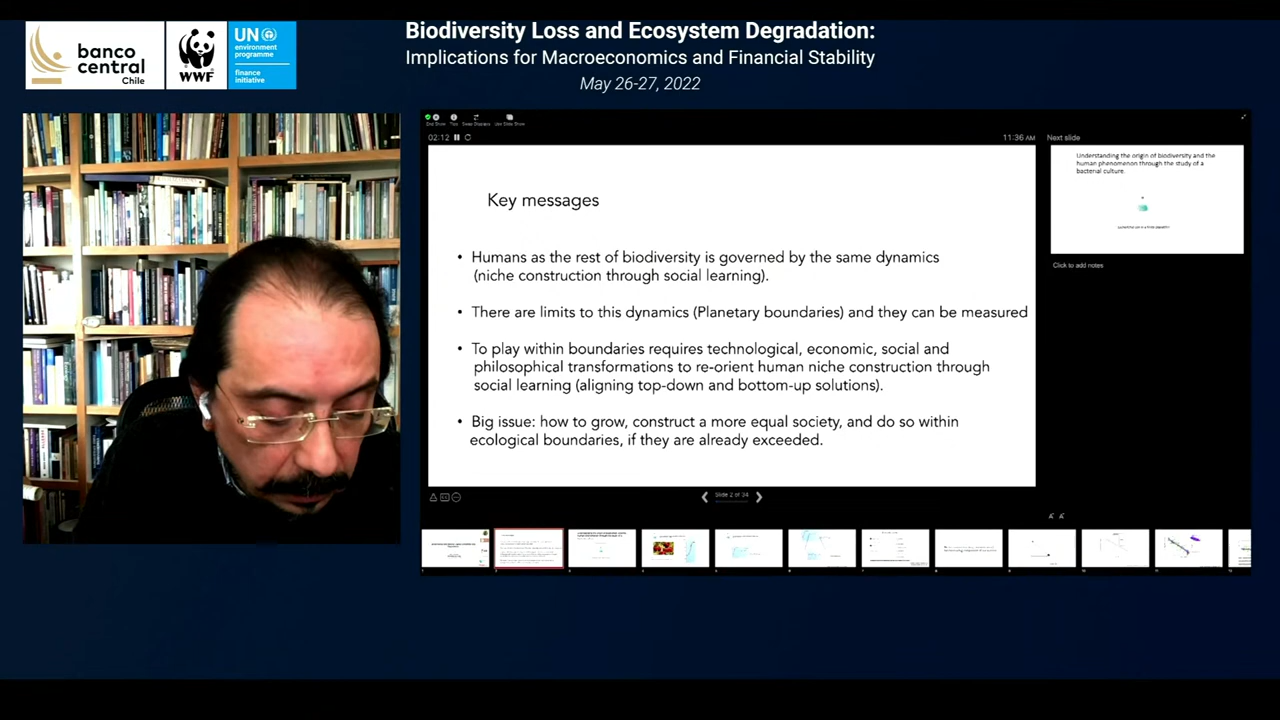 banco
central
Chile
WWF
UN
environment
programme
finance
initiative
Biodiversity Loss and Ecosystem Degradation:
Implications for Macroeconomics and Financial Stability
May 26-27, 2022
02:12
11:36 AM
Next slide
Key messages
• Humans as the rest of biodiversity is governed by the same dynamics
(niche construction through social learning).
• There are limits to this dynamics (Planetary boundaries) and they can be measured
• To play within boundaries requires technological, economic, social and
philosophical transformations to re-orient human niche construction through
social learning (aligning top-down and bottom-up solutions).
• Big issue: how to grow, construct a more equal society, and do so within
ecological boundaries, if they are already exceeded.
Understanding the origin of biodiversity and the
human phenomenon through the study of a
bacterial culture.
Click to add notes
Slide 2 of 34